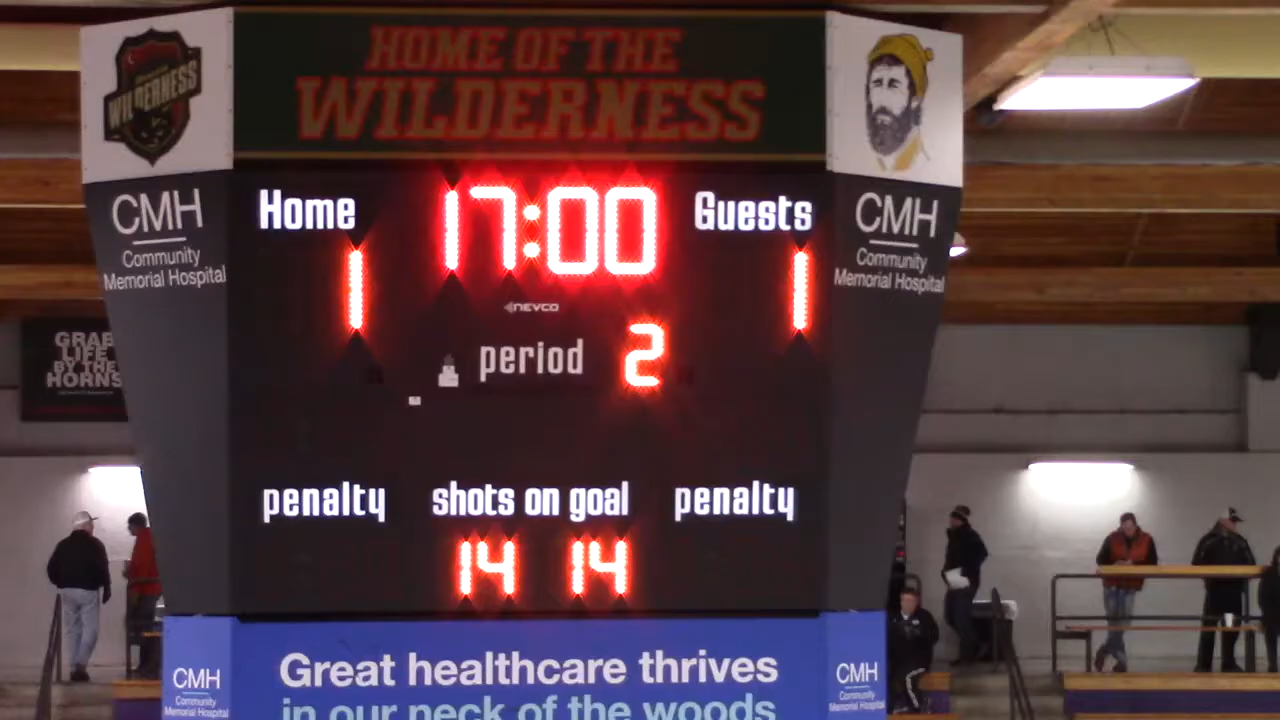 HOME OF THE
WILDERNESS
WILDERNESS
CMH
Community
Memorial Hospital
Home
17:00
Guests
1
1
NEVCO
period 2
CMH
Community
Memorial Hospital
GRAB
LIFE
BY THE
HORNS
penalty
shots on goal
penalty
14
14
Great healthcare thrives
in our neck of the woods
CMH
Community
Memorial Hospital
CMH
Community
Memorial Hospital